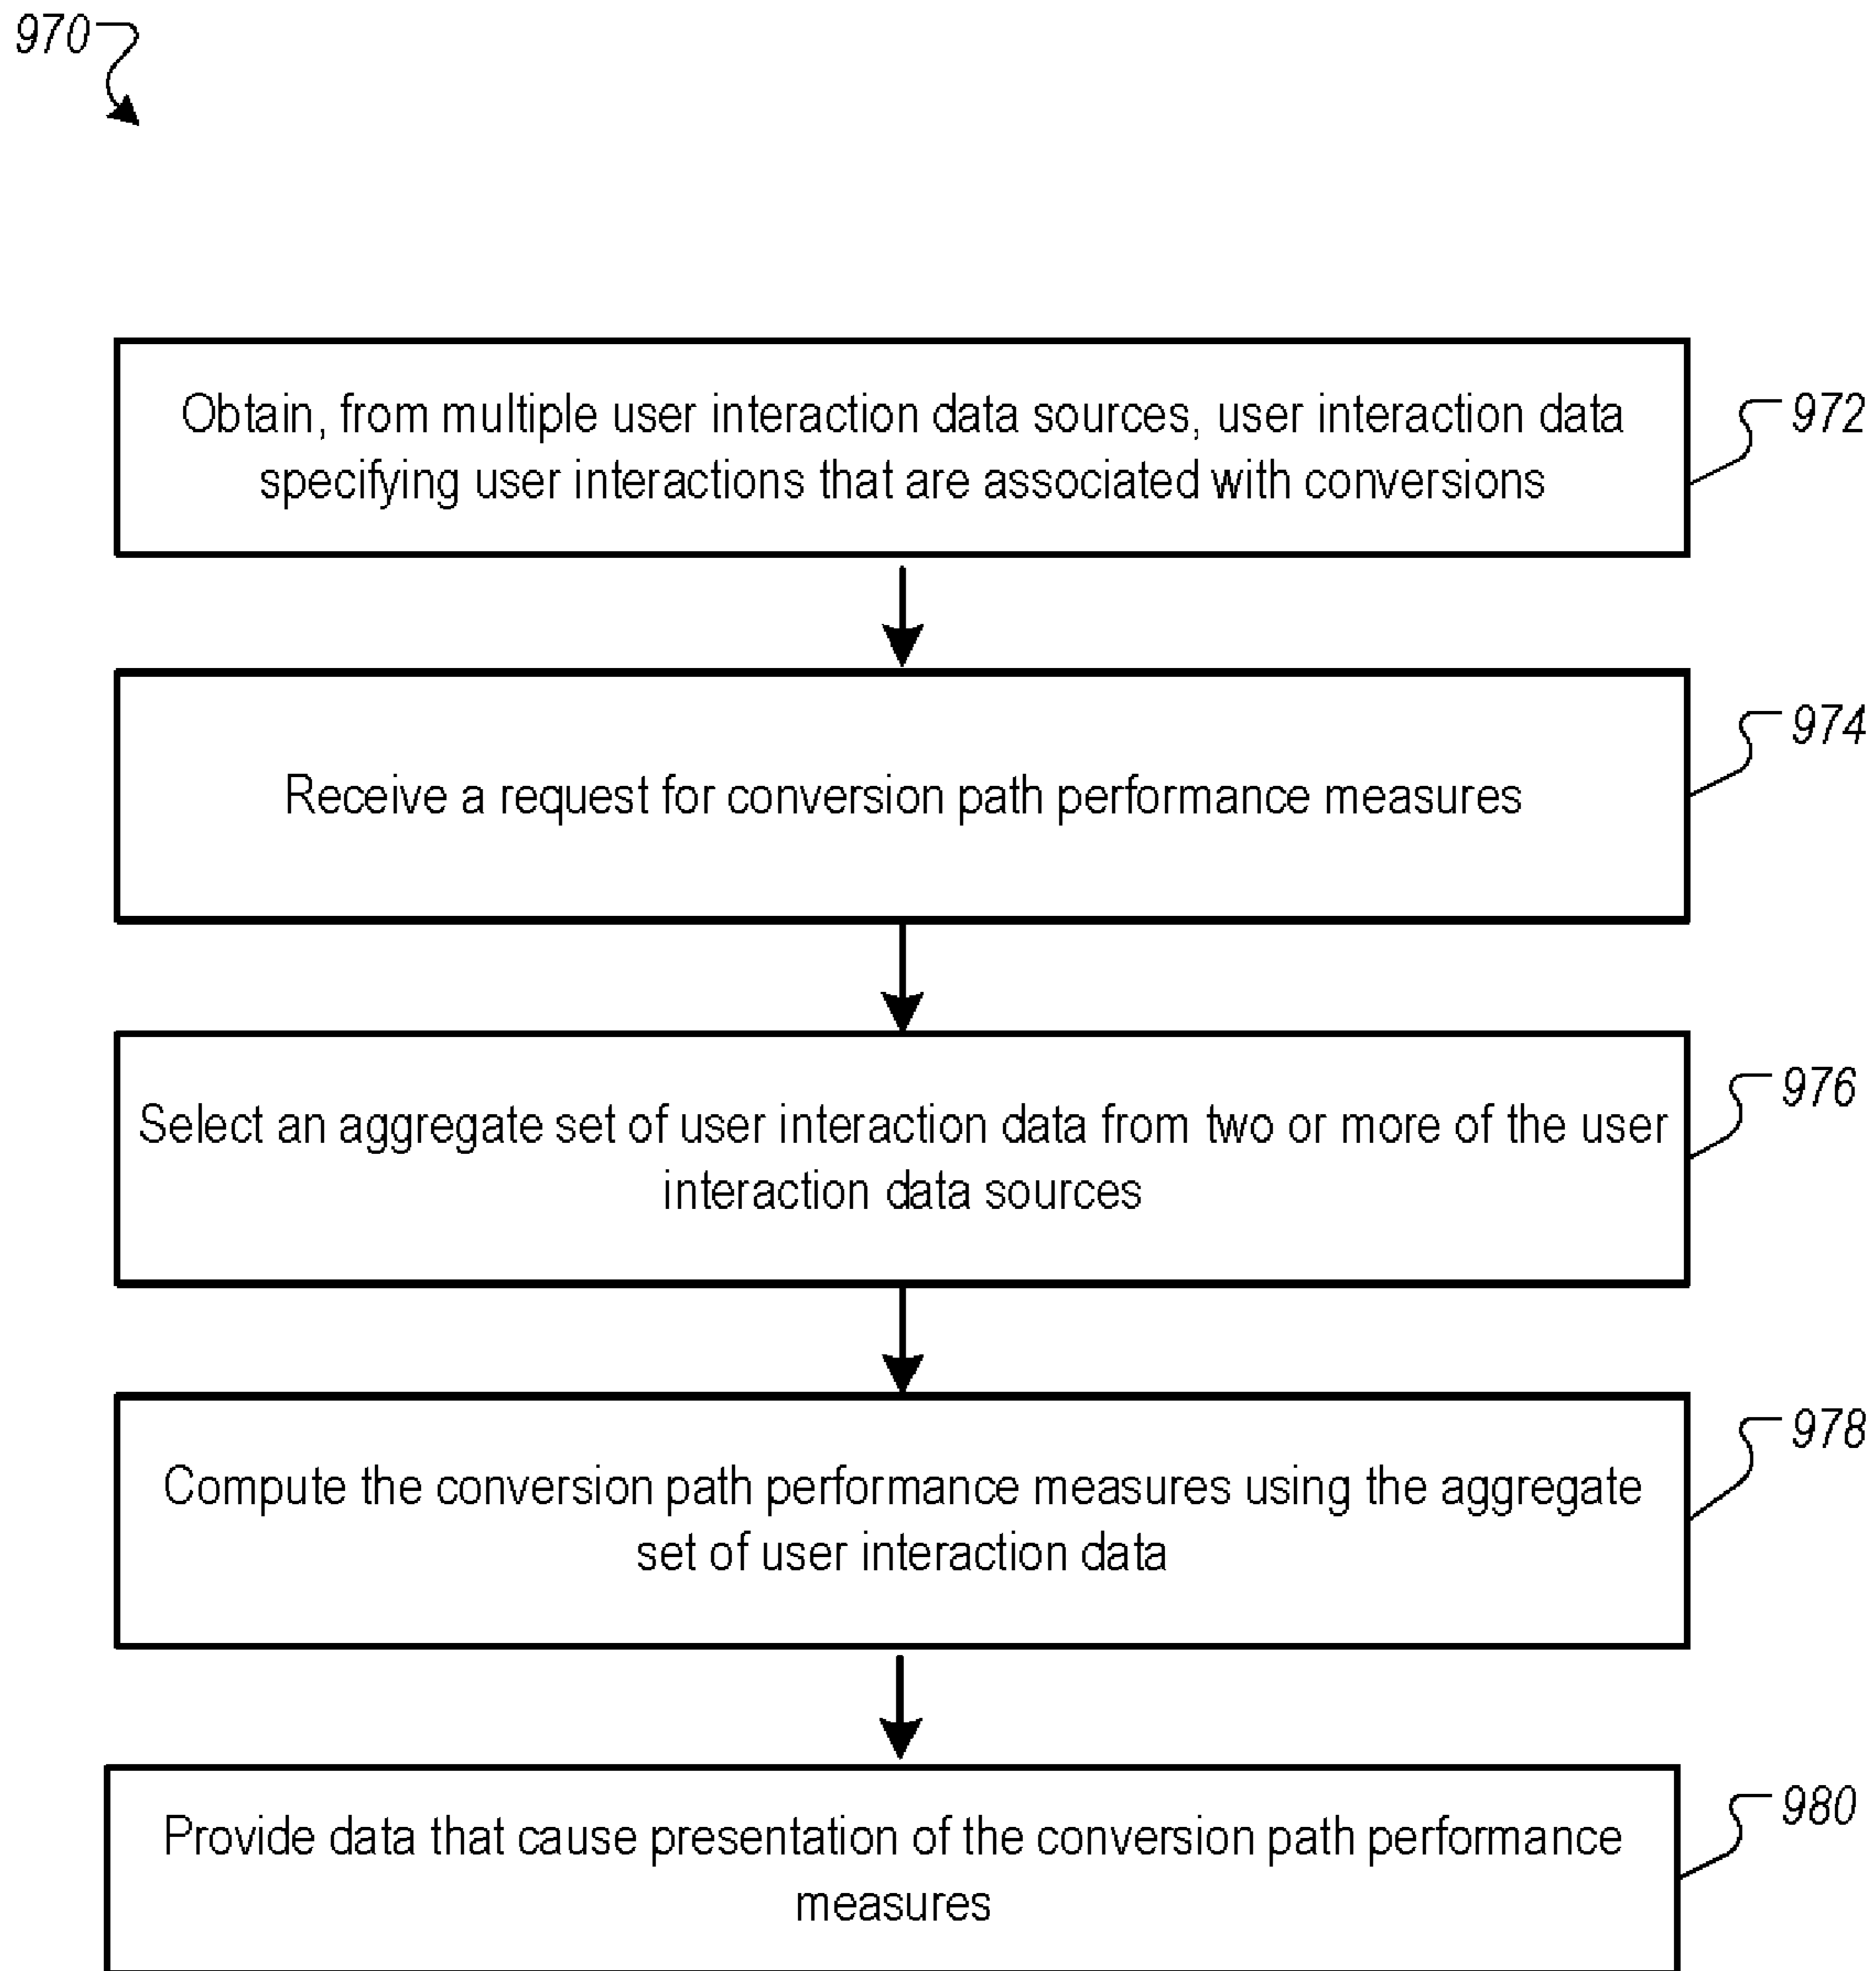 970
Obtain, from multiple user interaction data sources, user interaction data
specifying user interactions that are associated with conversions
972
Receive a request for conversion path performance measures
974
Select an aggregate set of user interaction data from two or more of the user
interaction data sources
976
Compute the conversion path performance measures using the aggregate
set of user interaction data
978
Provide data that cause presentation of the conversion path performance
measures
980